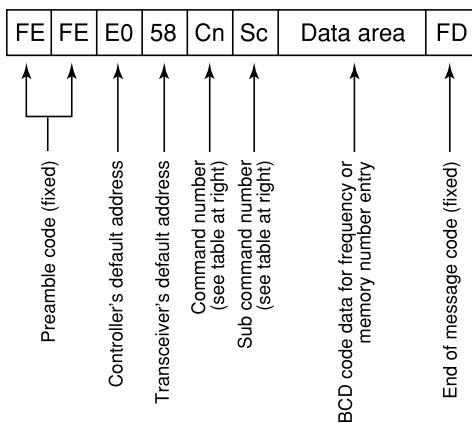 FE FE E0 58 Cn Sc Data area FD
Preamble code (fixed)
Controller's default address
Transceiver's default address
Command number
(see table at right)
Sub command number
(see table at right)
BCD code data for frequency or
memory number entry
End of message code (fixed)